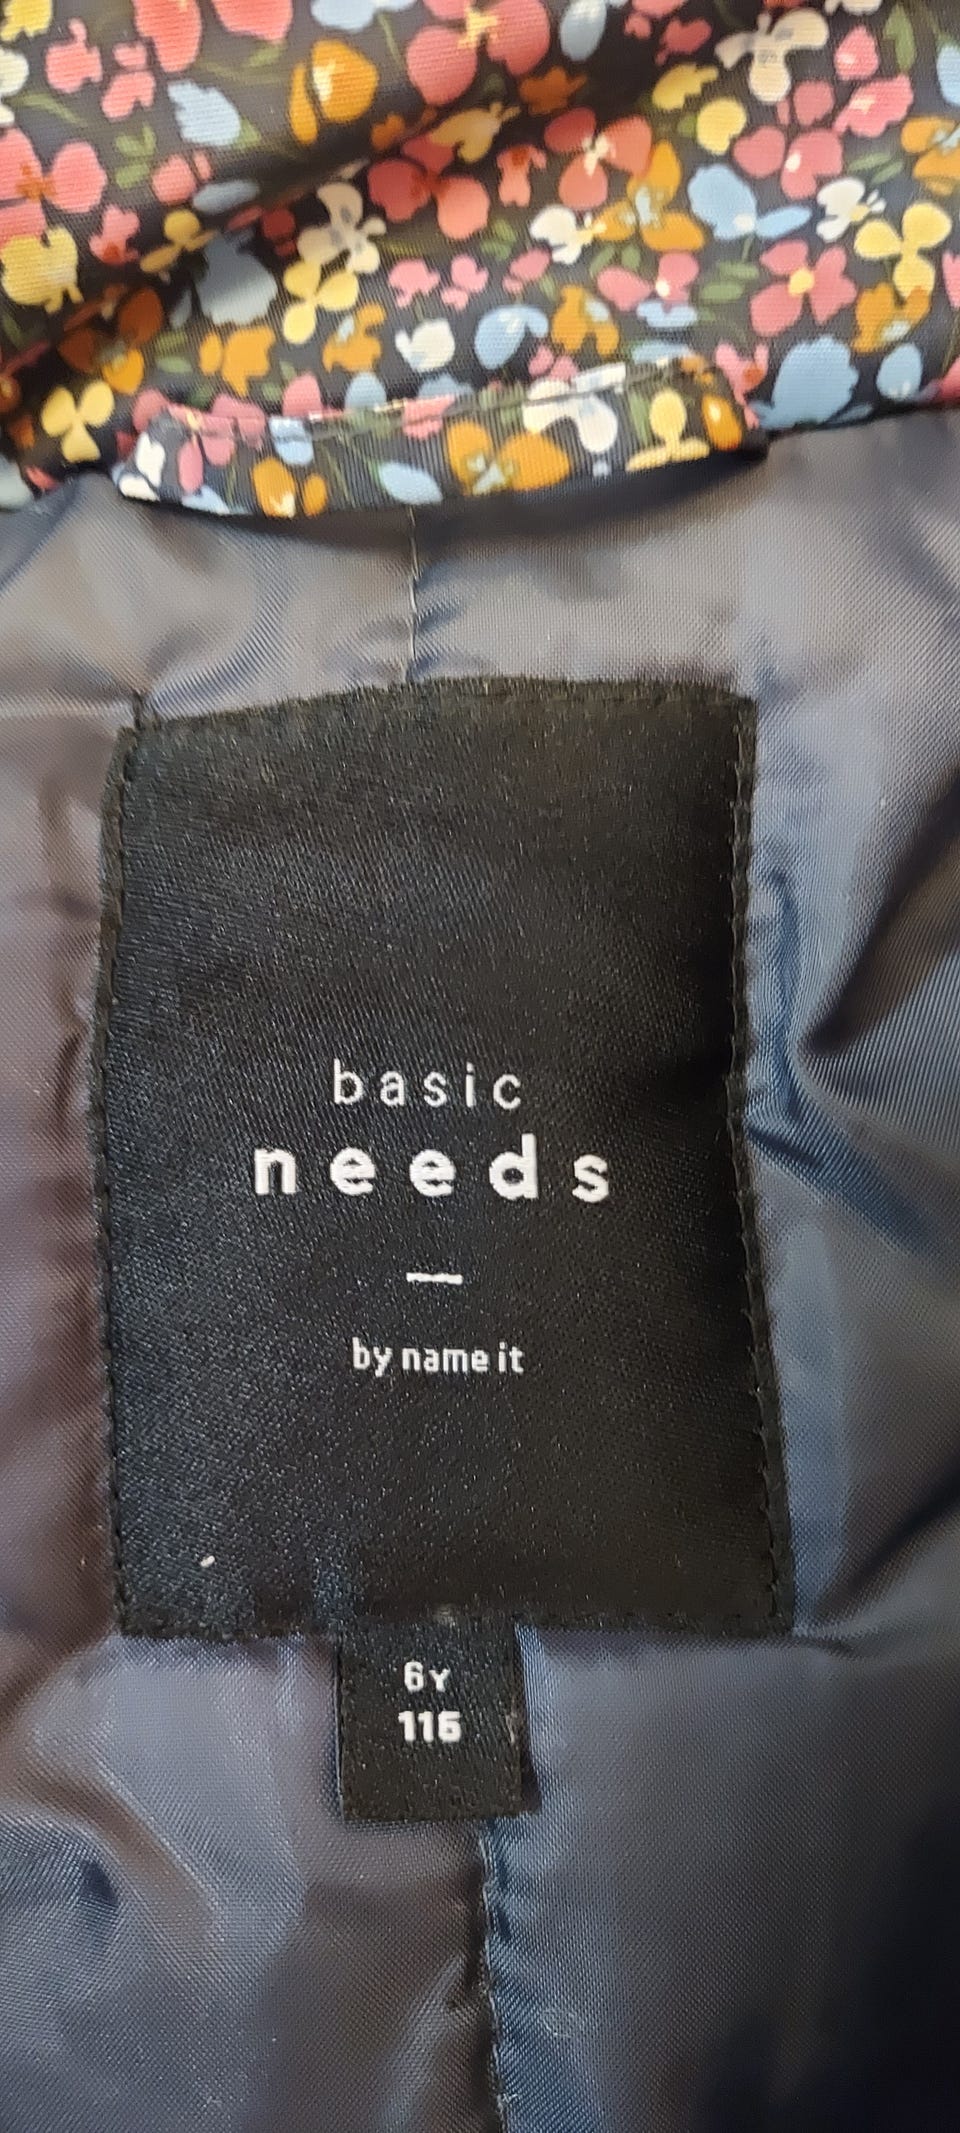 basic
needs
by name it
6Y
116